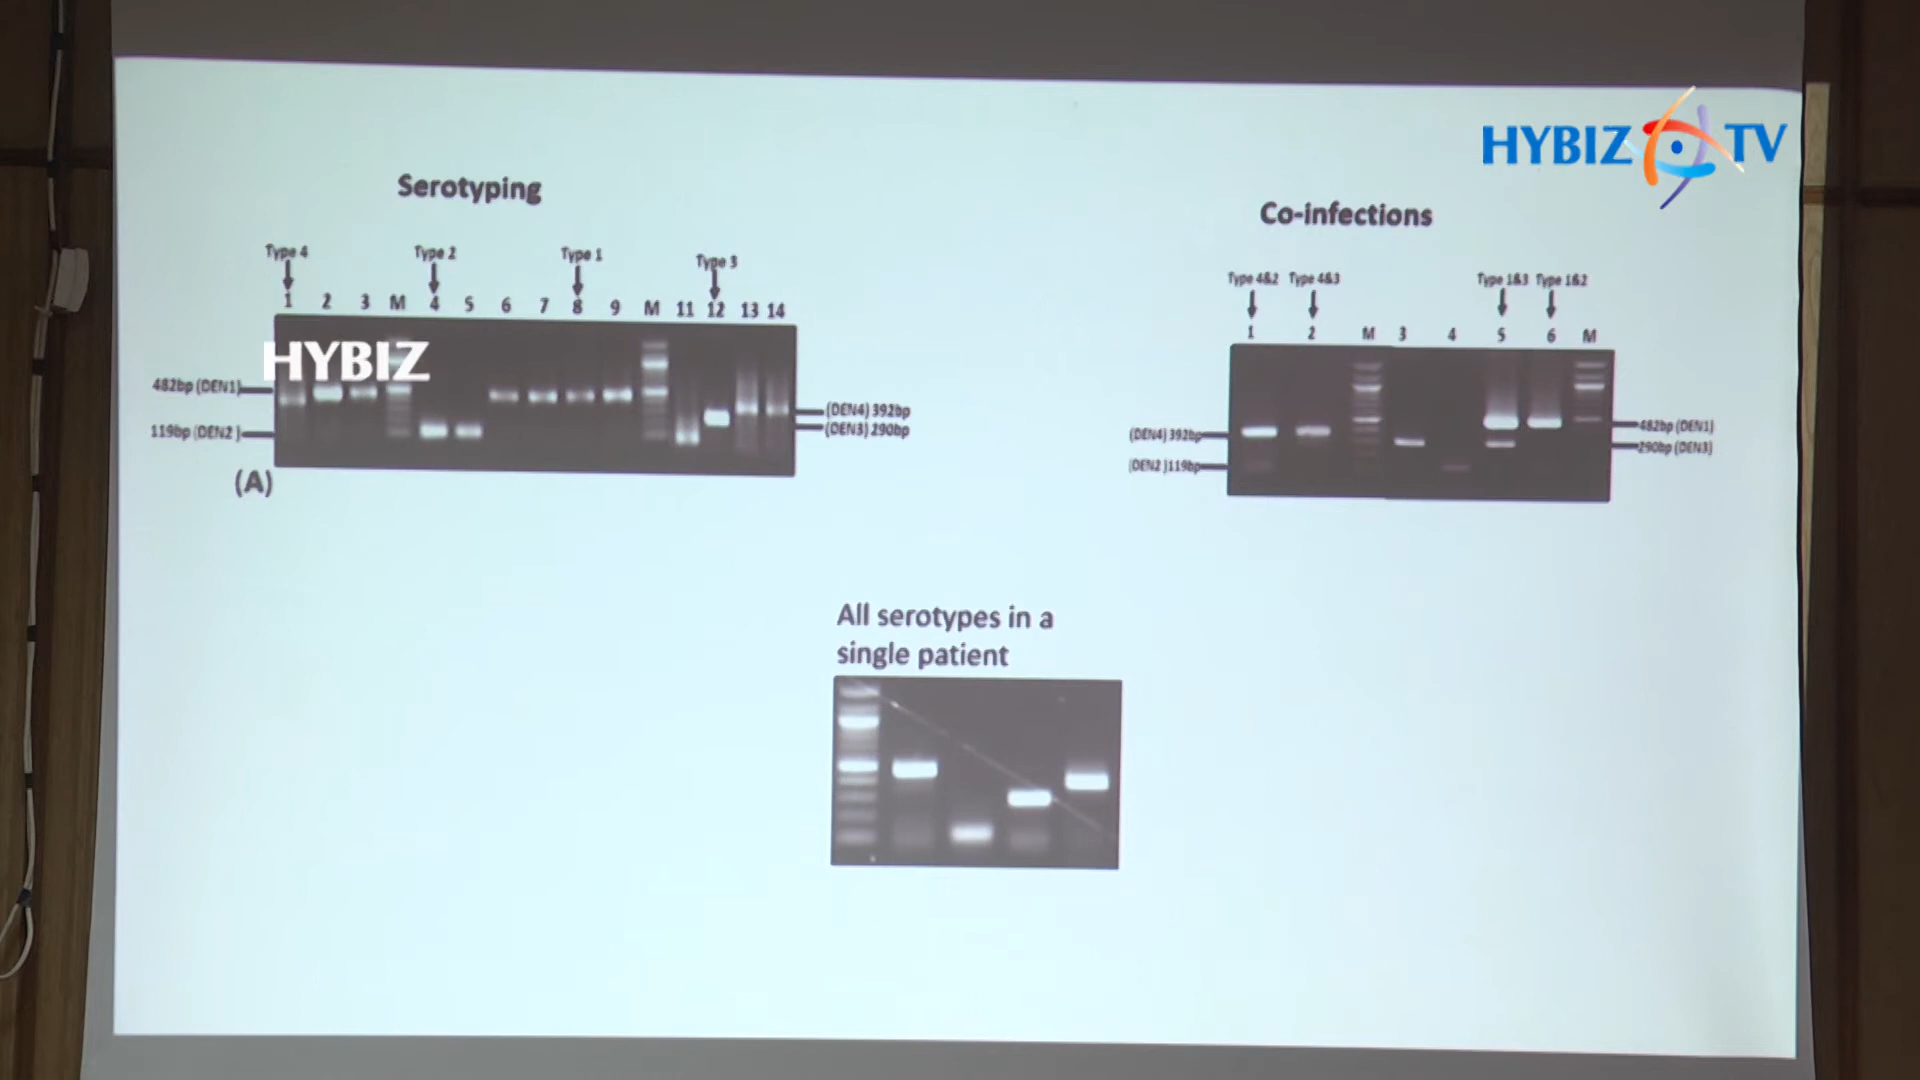 HYBIZ TV
Serotyping
Type 4 Type 2 Type 1 Type 3
1 2 3 M 4 5 6 7 8 9 M 11 12 13 14
HYBIZ
482bp (DEN1)
119bp (DEN2 )
(DEN4) 392bp
(DEN3) 290bp
(A)
Co-infections
Type 4&2 Type 4&3 Type 1&3 Type 1&2
1 2 M 3 4 5 6 M
(DEN4) 392bp
(DEN2 )119bp
482bp (DEN1)
290bp (DEN3)
All serotypes in a
single patient